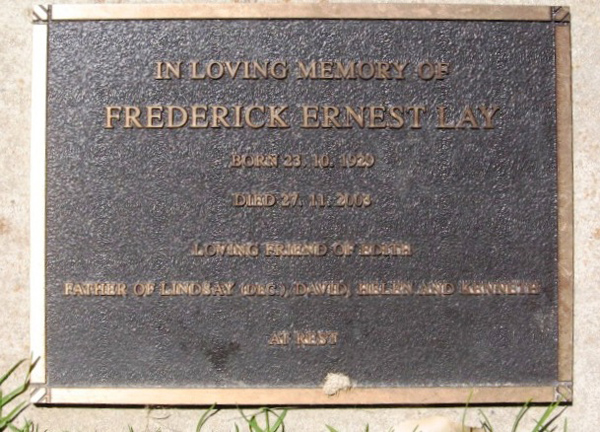 IN LOVING MEMORY OF
FREDERICK ERNEST LAY
BORN 23. 10. 1920
DIED 27. 11. 2003
LOVING FRIEND OF EDITH
FATHER OF LINDSAY (DEC.), DAVID, HELEN AND KENNETH
AT REST